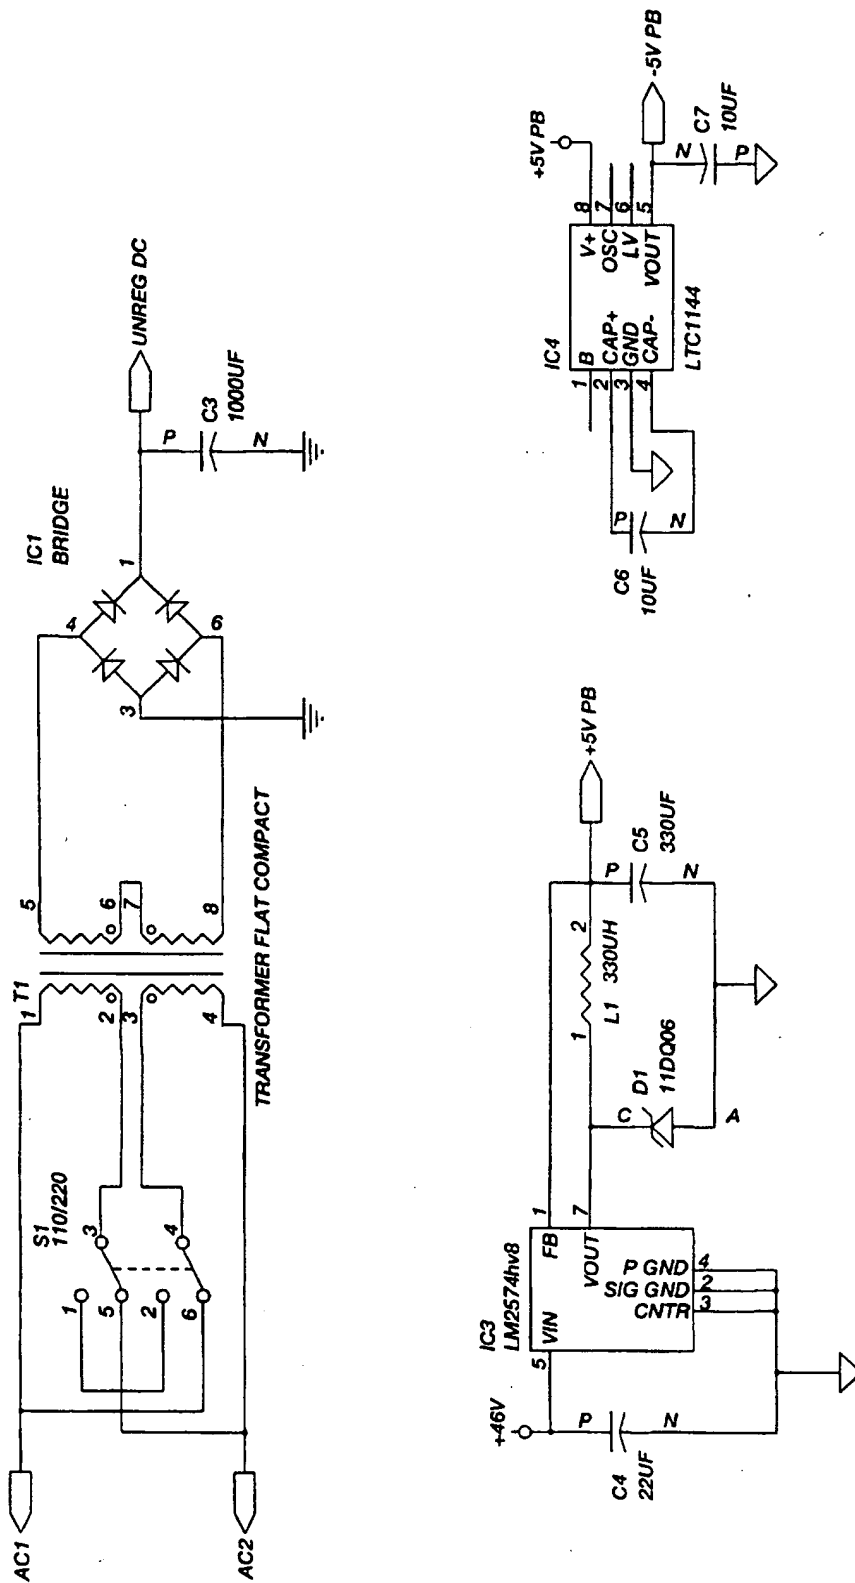 AC1
AC2
S1
110/220
1
5
2
6
3
4
T1
1
2
3
4
5
6
7
8
TRANSFORMER FLAT COMPACT
IC1
BRIDGE
4
1
3
6
UNREG DC
P
N
C3
1000UF
+46V
P
N
C4
22UF
IC3
LM2574hv8
5
VIN
FB
VOUT
P GND
SIG GND
CNTR
1
7
4
2
3
C
A
D1
11DQ06
1
2
L1
330UH
P
N
C5
330UF
+5V PB
C6
10UF
P
N
IC4
1
2
3
4
B
CAP+
GND
CAP-
V+
OSC
LV
VOUT
8
7
6
5
LTC1144
+5V PB
-5V PB
N
P
C7
10UF